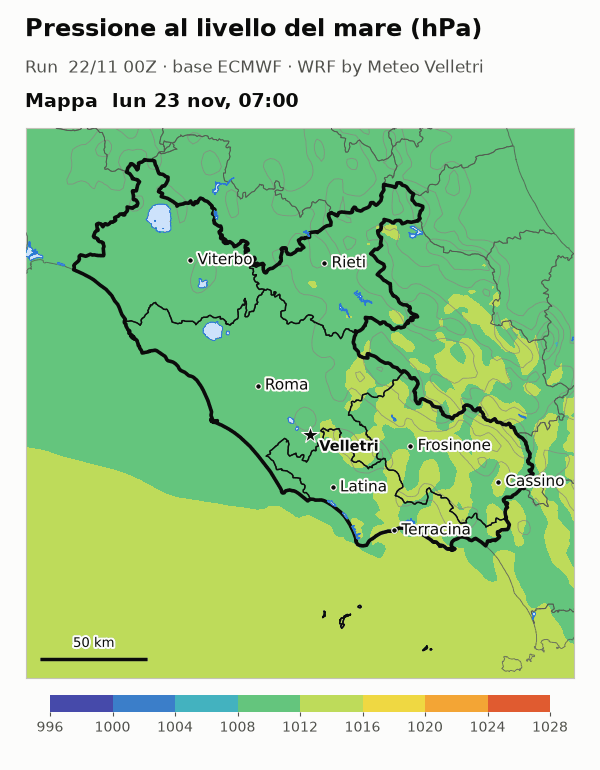 Pressione al livello del mare (hPa)
Run  22/11 00Z · base ECMWF · WRF by Meteo Velletri
Mappa  lun 23 nov, 07:00
Viterbo
Rieti
Roma
Velletri
Frosinone
Latina
Cassino
Terracina
50 km
996 1000 1004 1008 1012 1016 1020 1024 1028